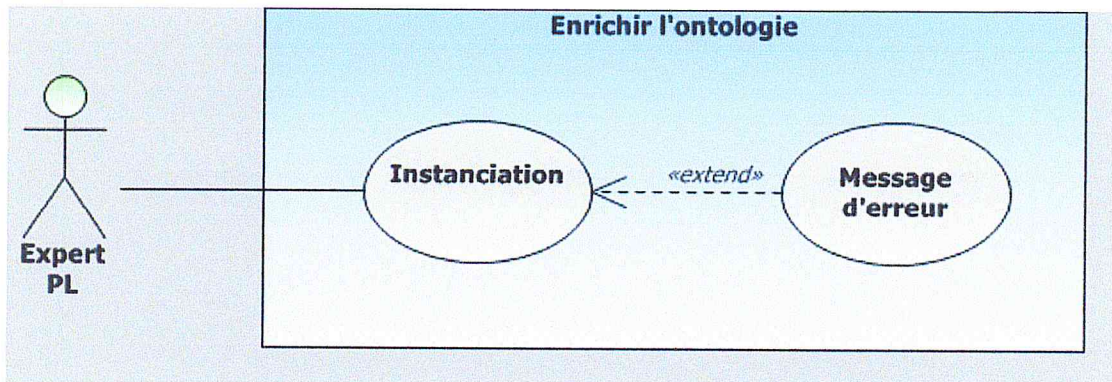 Enrichir l'ontologie
Instanciation
«extend»
Message
d'erreur
Expert
PL